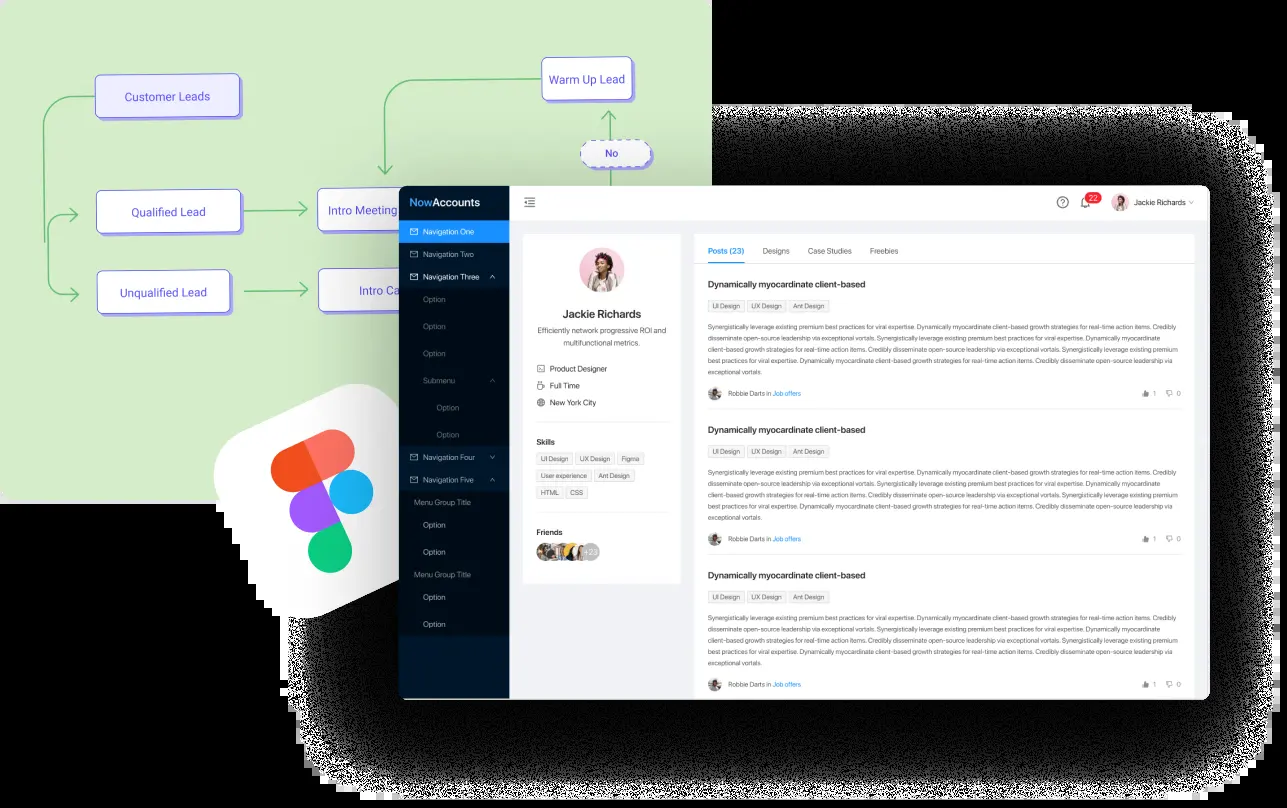 Customer Leads
Warm Up Lead
No
Qualified Lead
Intro Meeting
Unqualified Lead
Intro
NowAccounts
Navigation One
Navigation Two
Navigation Three
Option
Option
Option
Submenu
Option
Option
Navigation Four
Navigation Five
Menu Group Title
Option
Option
Menu Group Title
Option
Option
22
Jackie Richards
Jackie Richards
Efficiently network progressive ROI and
multifunctional metrics.
Product Designer
Full Time
New York City
Skills
UI Design UX Design Figma
User experience Ant Design
HTML CSS
Friends
+23
Posts (23) Designs Case Studies Freebies
Dynamically myocardinate client-based
UI Design UX Design Ant Design
Synergistically leverage existing premium best practices for viral expertise. Dynamically myocardinate client-based growth strategies for real-time action items. Credibly
disseminate open-source leadership via exceptional vortals. Synergistically leverage existing premium best practices for viral expertise. Dynamically myocardinate
client-based growth strategies for real-time action items. Credibly disseminate open-source leadership via exceptional vortals. Synergistically leverage existing premium
best practices for viral expertise. Dynamically myocardinate client-based growth strategies for real-time action items. Credibly disseminate open-source leadership via
exceptional vortals.
Robbie Darts in Job offers 1 0
Dynamically myocardinate client-based
UI Design UX Design Ant Design
Synergistically leverage existing premium best practices for viral expertise. Dynamically myocardinate client-based growth strategies for real-time action items. Credibly
disseminate open-source leadership via exceptional vortals. Synergistically leverage existing premium best practices for viral expertise. Dynamically myocardinate
client-based growth strategies for real-time action items. Credibly disseminate open-source leadership via exceptional vortals. Synergistically leverage existing premium
best practices for viral expertise. Dynamically myocardinate client-based growth strategies for real-time action items. Credibly disseminate open-source leadership via
exceptional vortals.
Robbie Darts in Job offers 1 0
Dynamically myocardinate client-based
UI Design UX Design Ant Design
Synergistically leverage existing premium best practices for viral expertise. Dynamically myocardinate client-based growth strategies for real-time action items. Credibly
disseminate open-source leadership via exceptional vortals. Synergistically leverage existing premium best practices for viral expertise. Dynamically myocardinate
client-based growth strategies for real-time action items. Credibly disseminate open-source leadership via exceptional vortals. Synergistically leverage existing premium
best practices for viral expertise. Dynamically myocardinate client-based growth strategies for real-time action items. Credibly disseminate open-source leadership via
exceptional vortals.
Robbie Darts in Job offers 1 0